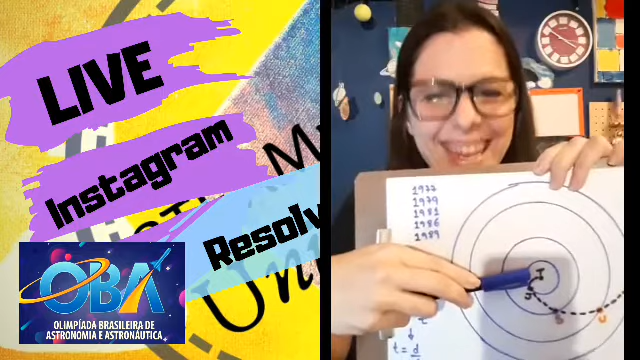 LIVE
Instagram
Resolv
OBA
OLIMPÍADA BRASILEIRA DE
ASTRONOMIA E ASTRONÁUTICA
1977
1979
1981
1986
1989
T
J
S
U
t = d